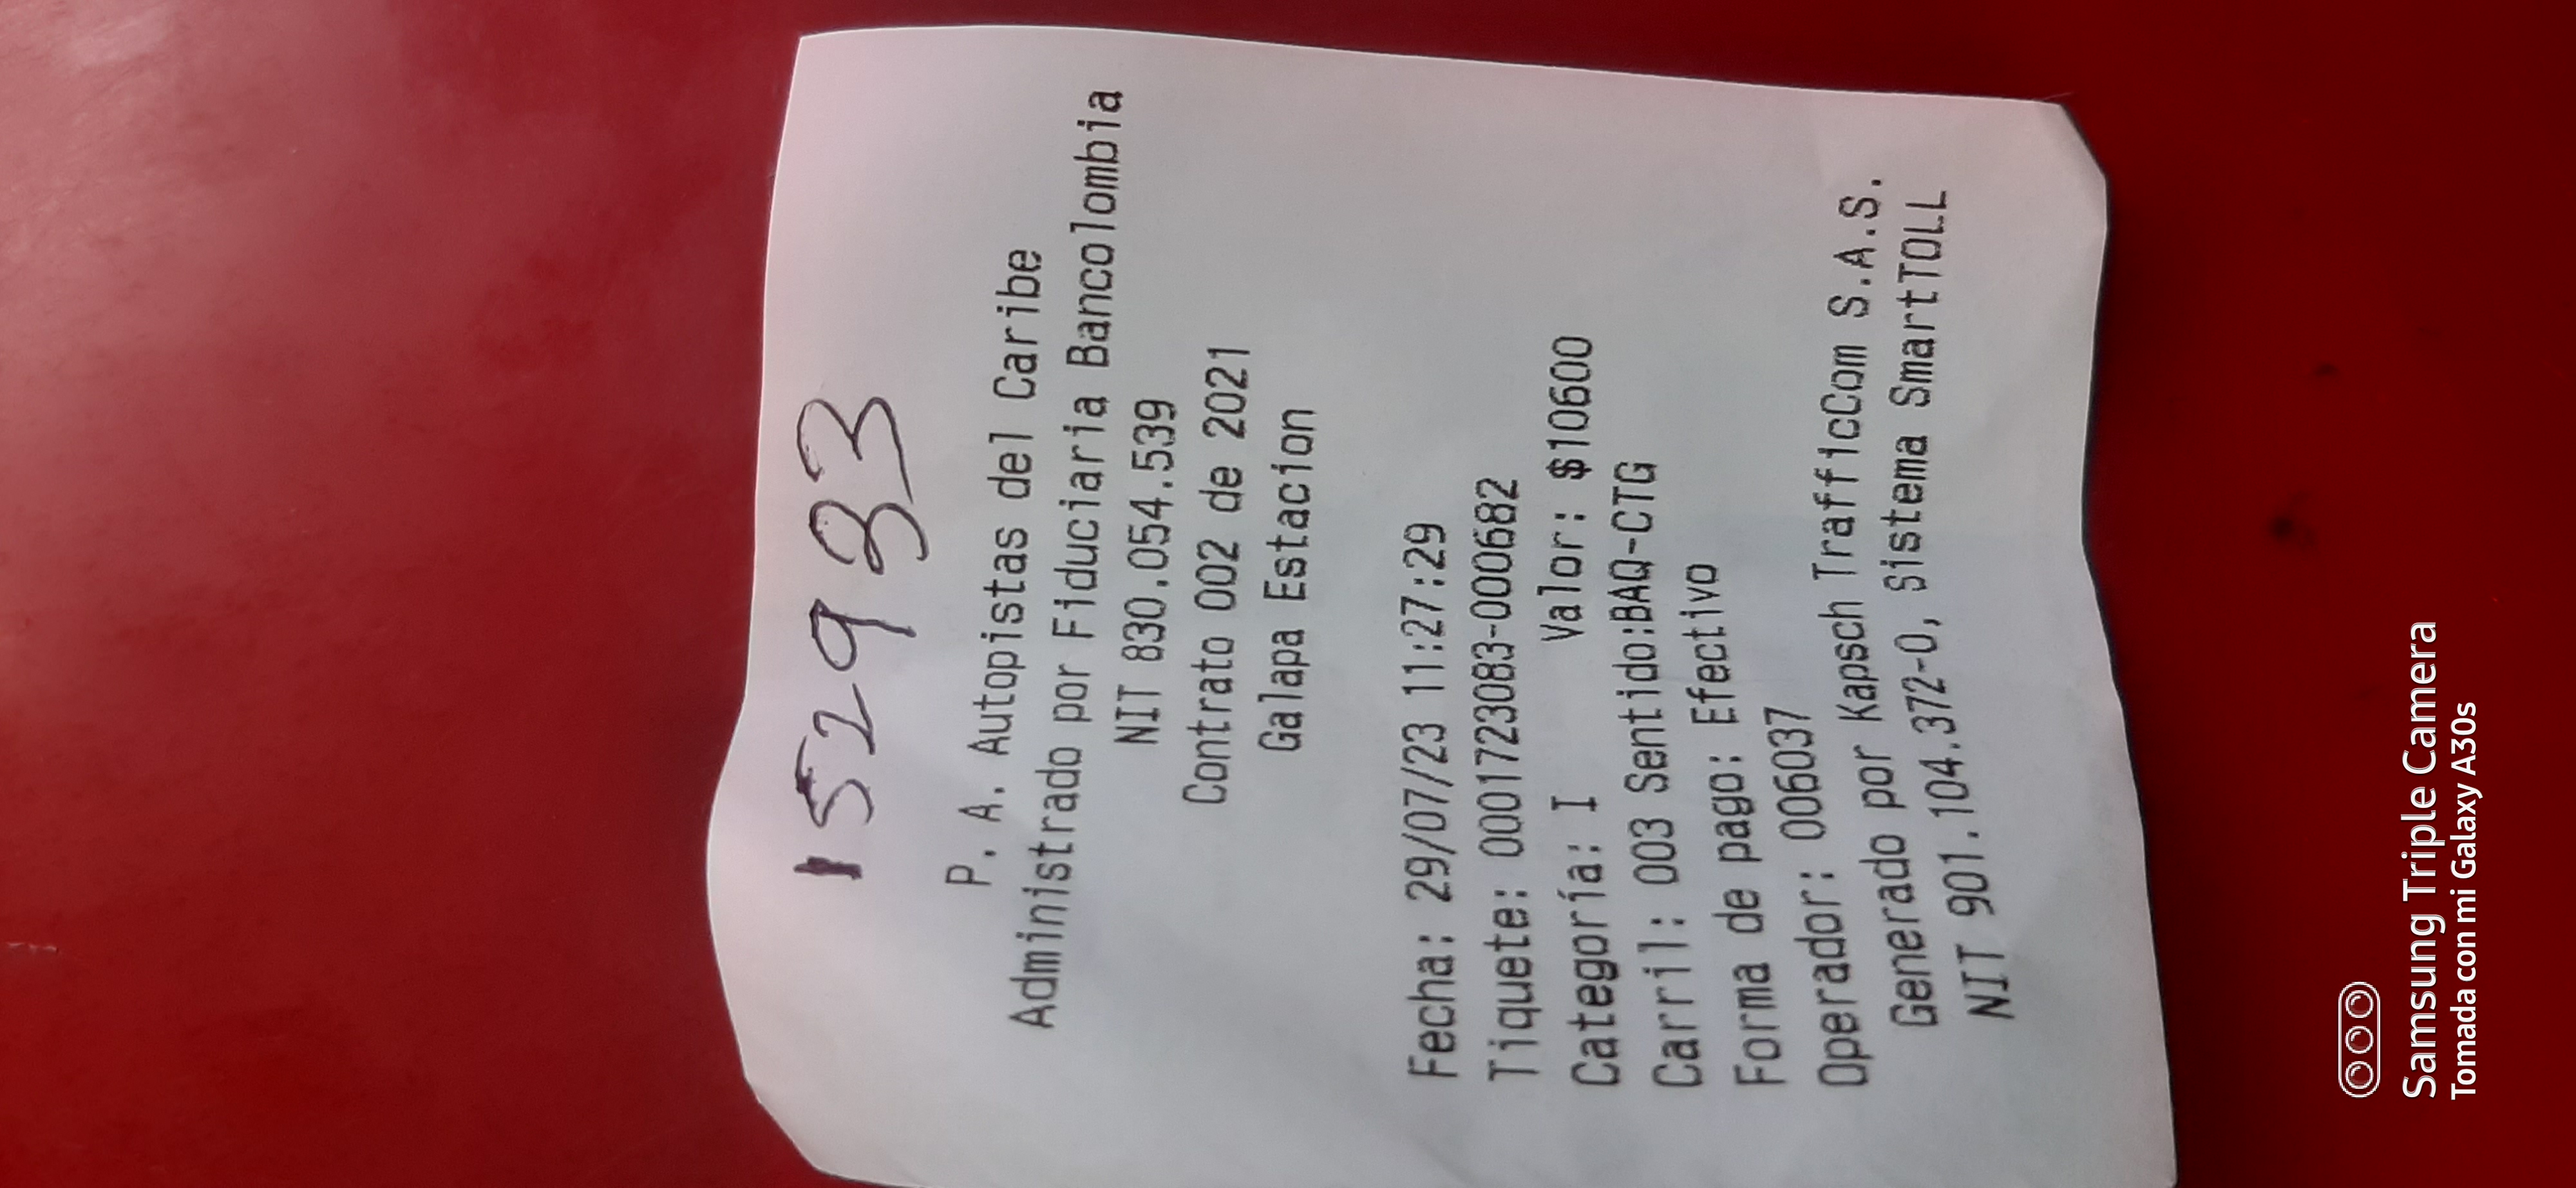 152983
P. A. Autopistas del Caribe
Administrado por Fiduciaria Bancolombia
NIT 830.054.539
Contrato 002 de 2021
Galapa Estacion
Fecha: 29/07/23 11:27:29
Tiquete: 0001723083-000682
Categoría: I Valor: $10600
Carril: 003 Sentido:BAQ-CTG
Forma de pago: Efectivo
Operador: 006037
Generado por Kapsch TrafficCom S.A.S.
NIT 901.104.372-0, Sistema SmartTOLL
Samsung Triple Camera
Tomada con mi Galaxy A30s